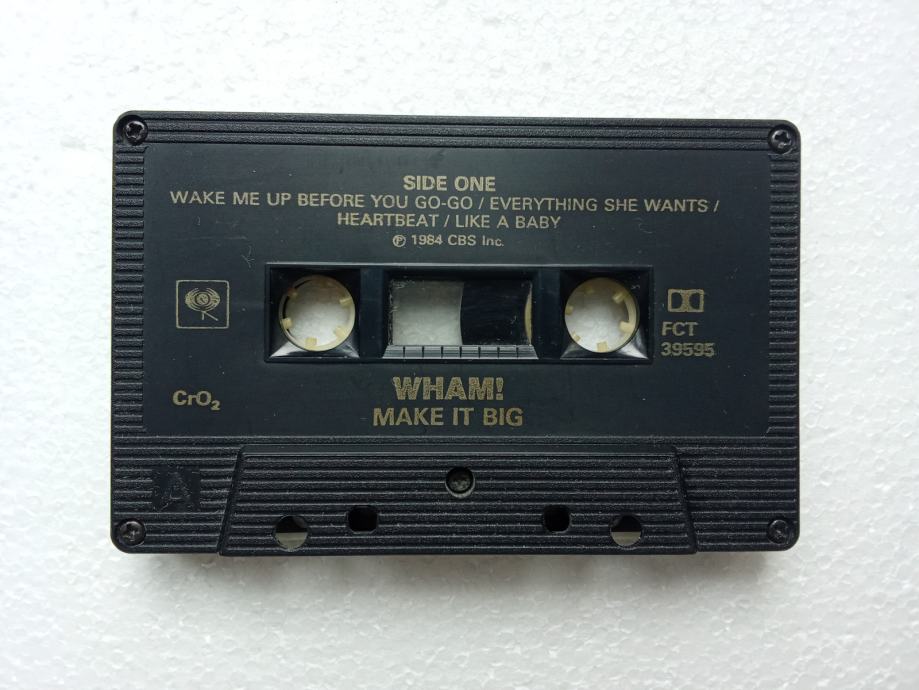 SIDE ONE
WAKE ME UP BEFORE YOU GO-GO / EVERYTHING SHE WANTS /
HEARTBEAT / LIKE A BABY
℗ 1984 CBS Inc.
FCT
39595
CrO₂
WHAM!
MAKE IT BIG
A